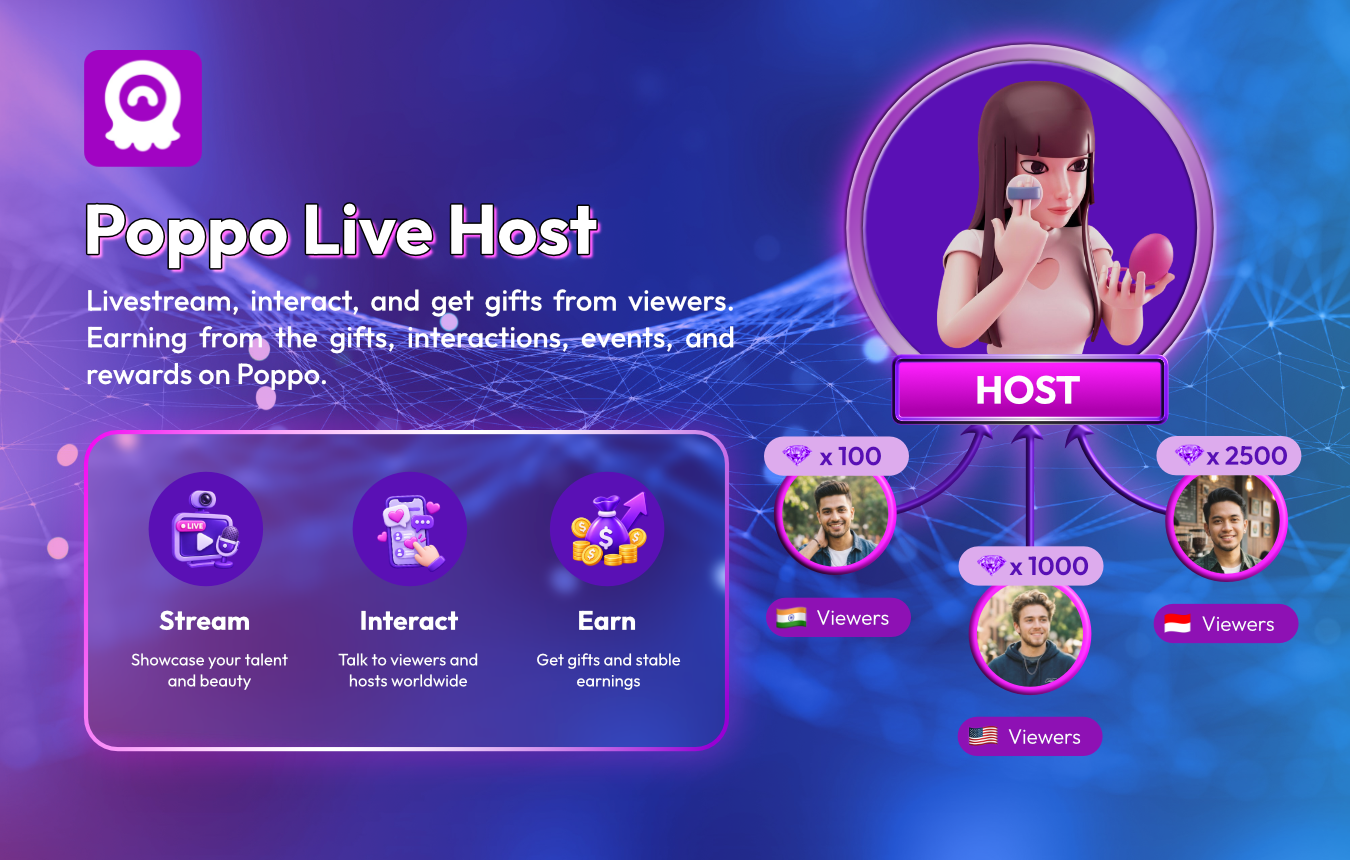 Poppo Live Host
Livestream, interact, and get gifts from viewers.
Earning from the gifts, interactions, events, and
rewards on Poppo.
LIVE
$
$
$
$
$
Stream
Interact
Earn
Showcase your talent
and beauty
Talk to viewers and
hosts worldwide
Get gifts and stable
earnings
HOST
x 100
x 2500
x 1000
Viewers
Viewers
Viewers